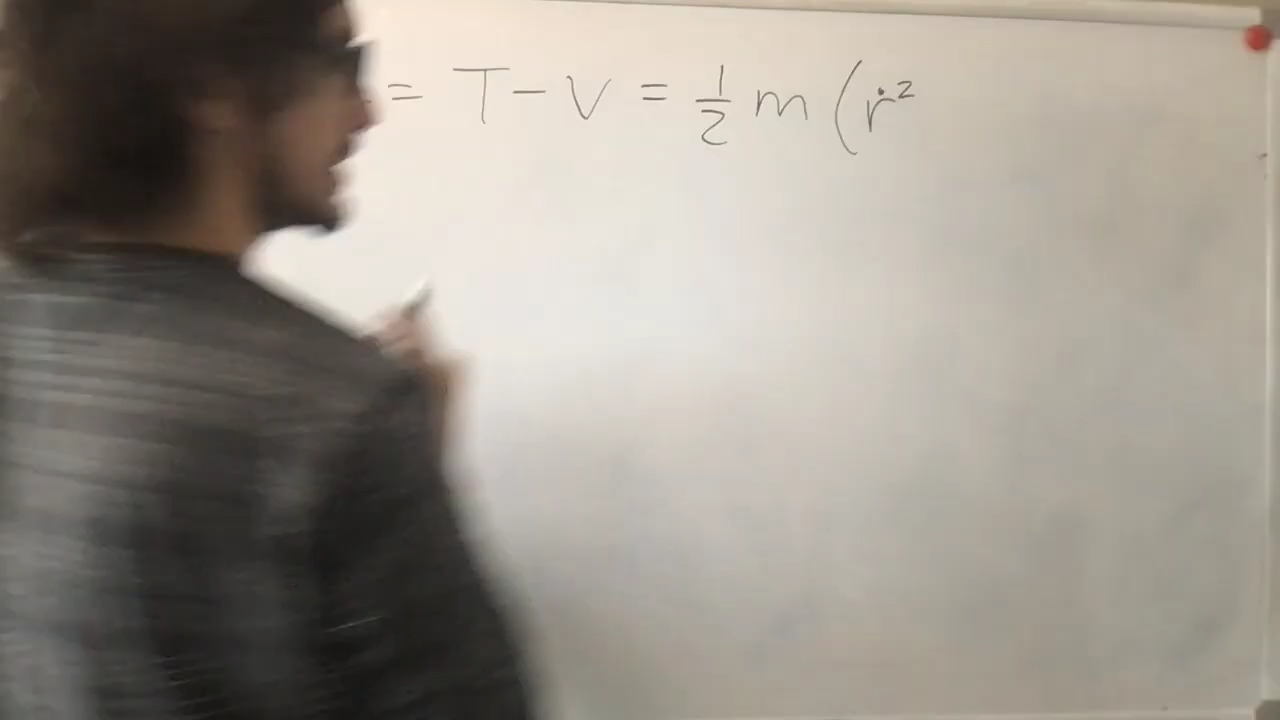 = T - V = 1/2 m (ṙ²